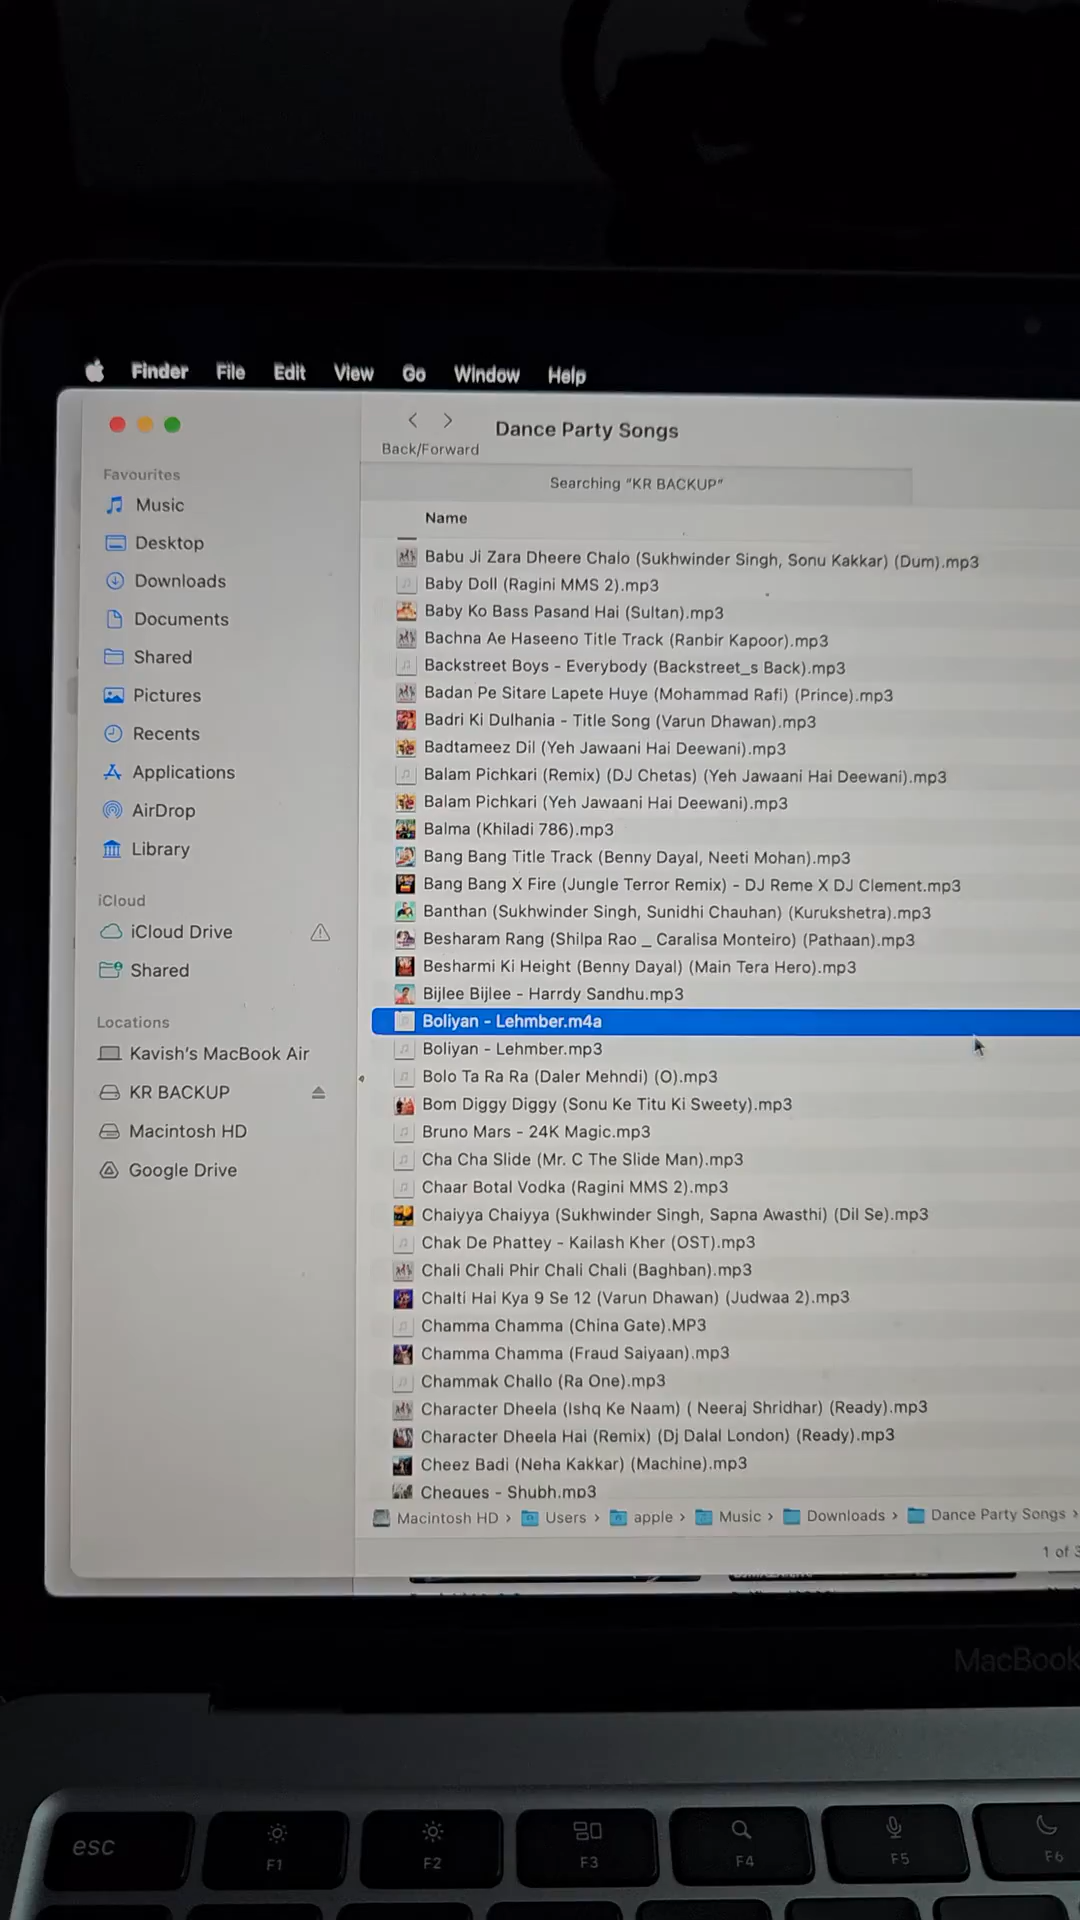 Finder File Edit View Go Window Help
Back/Forward
Dance Party Songs
Searching "KR BACKUP"
Favourites
Music
Desktop
Downloads
Documents
Shared
Pictures
Recents
Applications
AirDrop
Library
iCloud
iCloud Drive
Shared
Locations
Kavish's MacBook Air
KR BACKUP
Macintosh HD
Google Drive
Name
Babu Ji Zara Dheere Chalo (Sukhwinder Singh, Sonu Kakkar) (Dum).mp3
Baby Doll (Ragini MMS 2).mp3
Baby Ko Bass Pasand Hai (Sultan).mp3
Bachna Ae Haseeno Title Track (Ranbir Kapoor).mp3
Backstreet Boys - Everybody (Backstreet_s Back).mp3
Badan Pe Sitare Lapete Huye (Mohammad Rafi) (Prince).mp3
Badri Ki Dulhania - Title Song (Varun Dhawan).mp3
Badtameez Dil (Yeh Jawaani Hai Deewani).mp3
Balam Pichkari (Remix) (DJ Chetas) (Yeh Jawaani Hai Deewani).mp3
Balam Pichkari (Yeh Jawaani Hai Deewani).mp3
Balma (Khiladi 786).mp3
Bang Bang Title Track (Benny Dayal, Neeti Mohan).mp3
Bang Bang X Fire (Jungle Terror Remix) - DJ Reme X DJ Clement.mp3
Banthan (Sukhwinder Singh, Sunidhi Chauhan) (Kurukshetra).mp3
Besharam Rang (Shilpa Rao _ Caralisa Monteiro) (Pathaan).mp3
Besharmi Ki Height (Benny Dayal) (Main Tera Hero).mp3
Bijlee Bijlee - Harrdy Sandhu.mp3
Boliyan - Lehmber.m4a
Boliyan - Lehmber.mp3
Bolo Ta Ra Ra (Daler Mehndi) (O).mp3
Bom Diggy Diggy (Sonu Ke Titu Ki Sweety).mp3
Bruno Mars - 24K Magic.mp3
Cha Cha Slide (Mr. C The Slide Man).mp3
Chaar Botal Vodka (Ragini MMS 2).mp3
Chaiyya Chaiyya (Sukhwinder Singh, Sapna Awasthi) (Dil Se).mp3
Chak De Phattey - Kailash Kher (OST).mp3
Chali Chali Phir Chali Chali (Baghban).mp3
Chalti Hai Kya 9 Se 12 (Varun Dhawan) (Judwaa 2).mp3
Chamma Chamma (China Gate).MP3
Chamma Chamma (Fraud Saiyaan).mp3
Chammak Challo (Ra One).mp3
Character Dheela (Ishq Ke Naam) ( Neeraj Shridhar) (Ready).mp3
Character Dheela Hai (Remix) (Dj Dalal London) (Ready).mp3
Cheez Badi (Neha Kakkar) (Machine).mp3
Cheques - Shubh.mp3
Macintosh HD › Users › apple › Music › Downloads › Dance Party Songs ›
1 of 3
MacBook
esc F1 F2 F3 F4 F5 F6